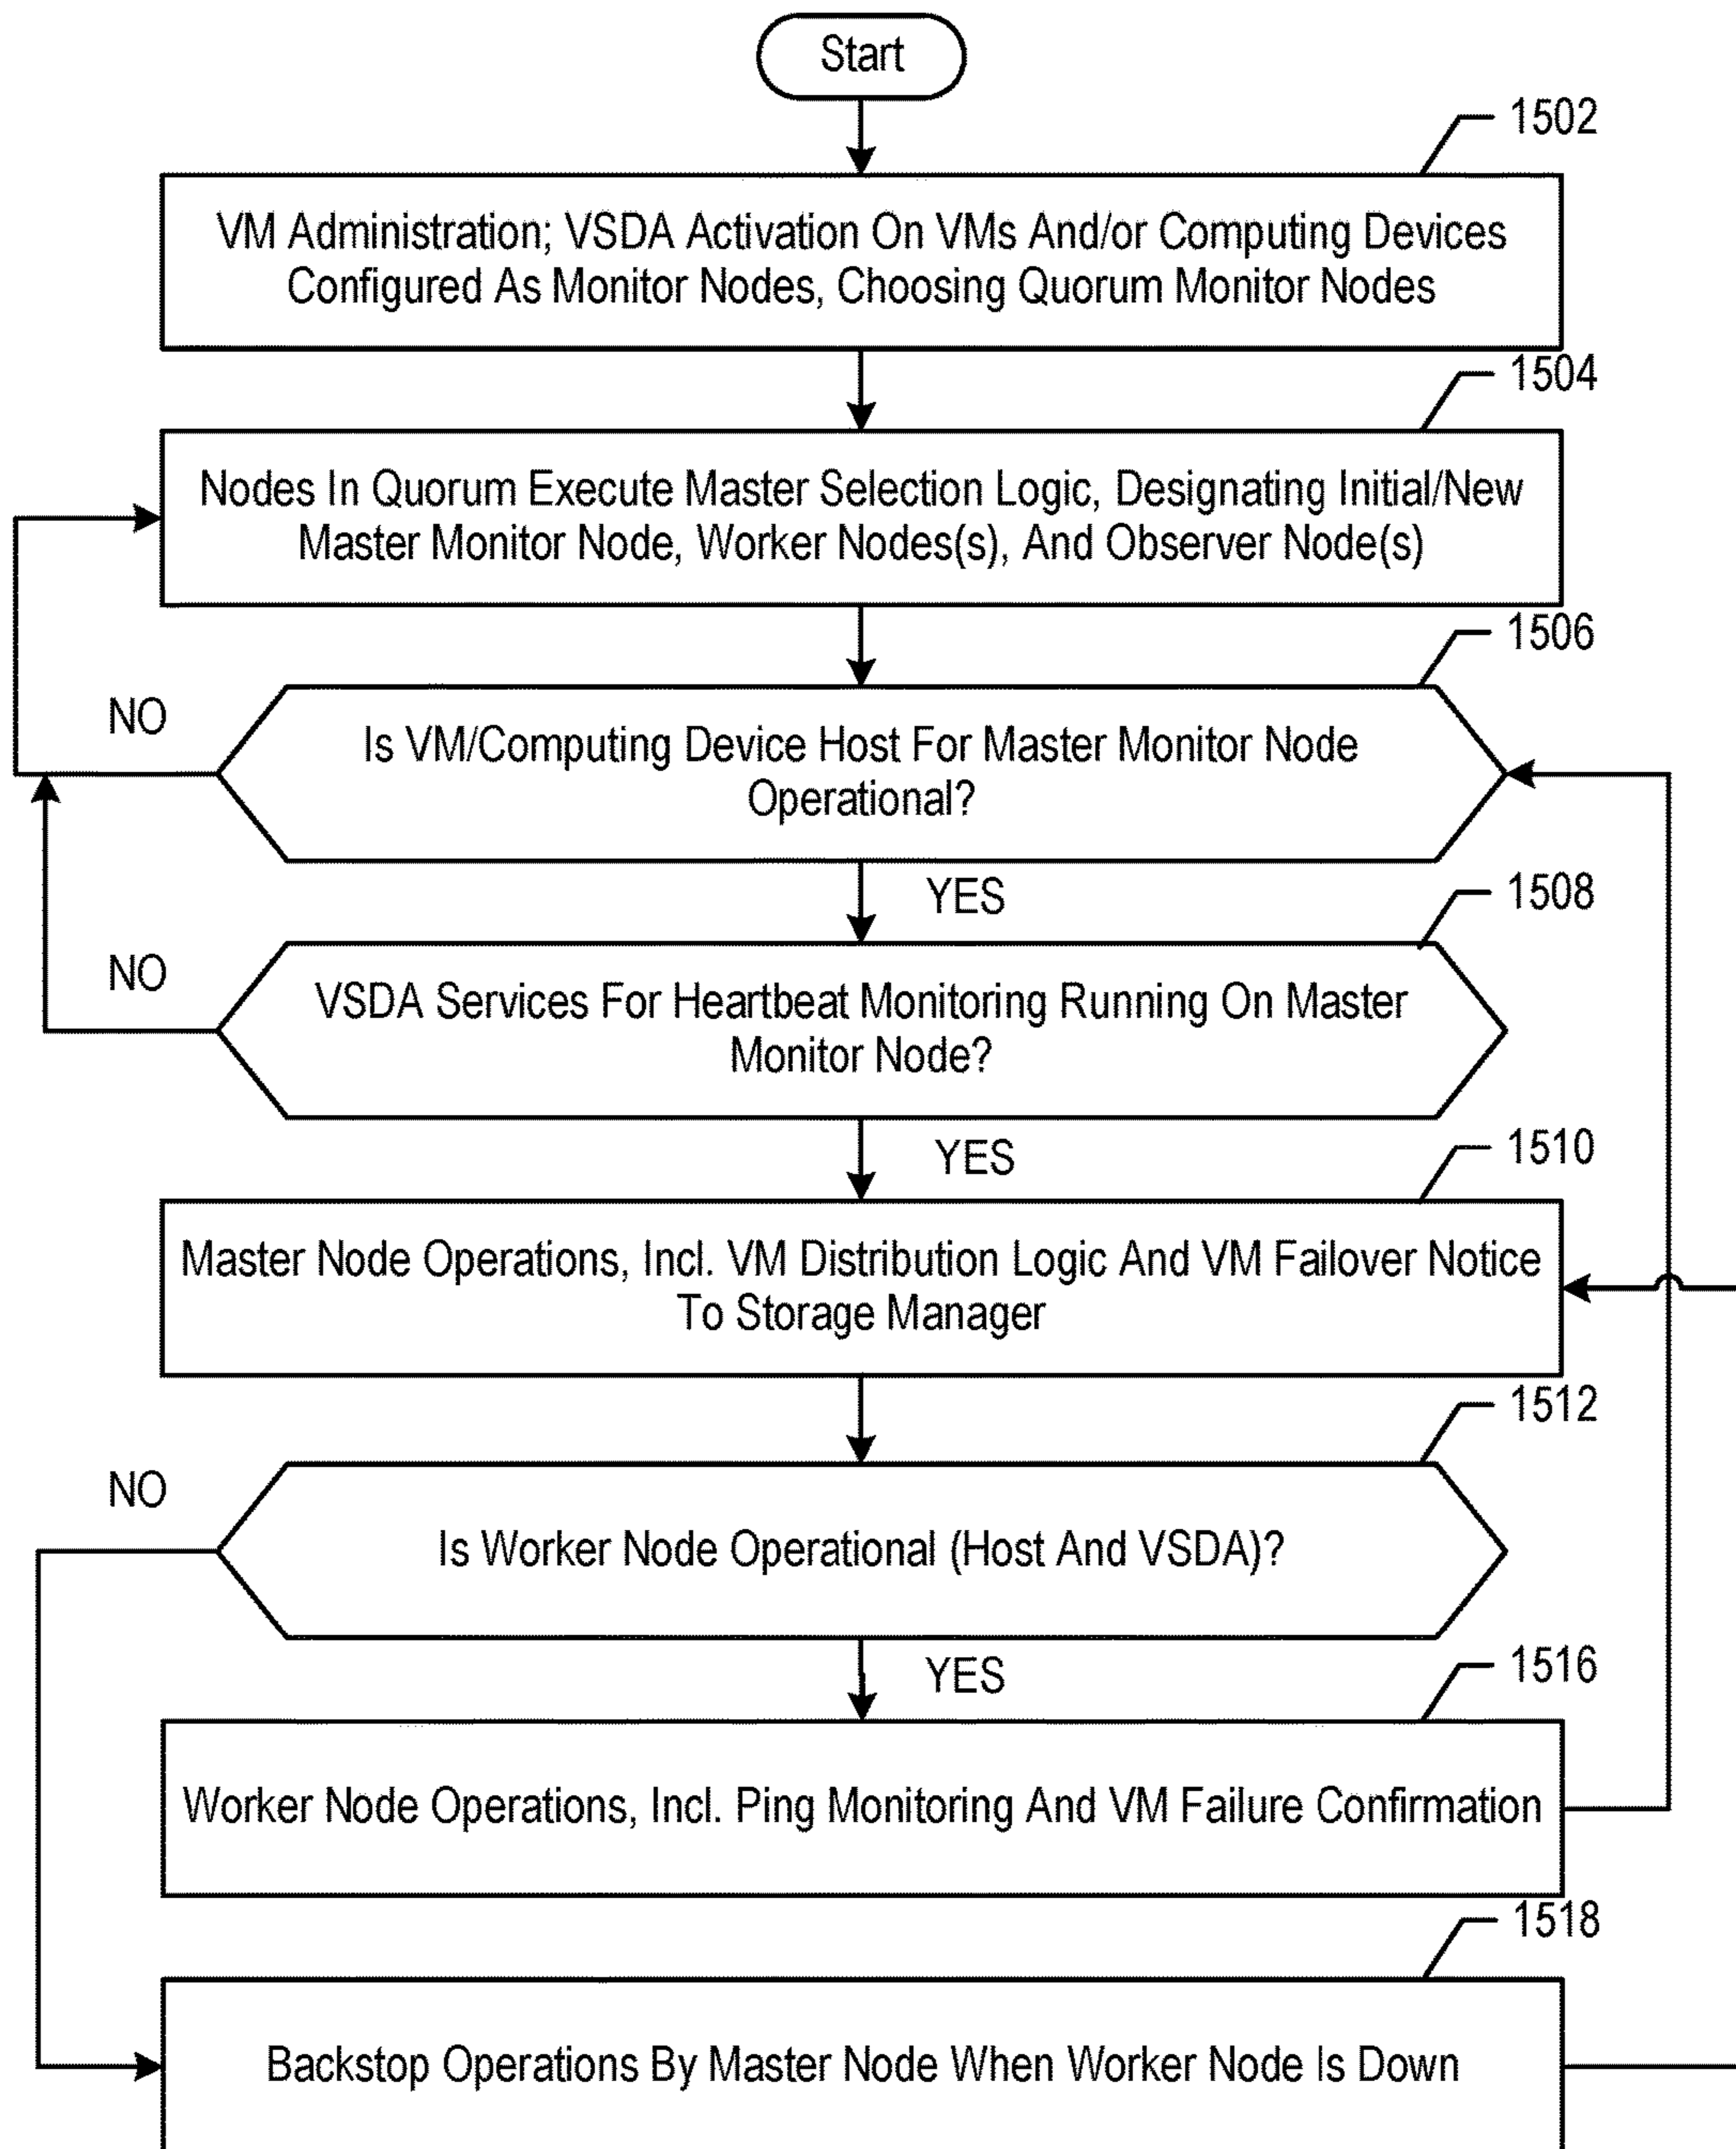 Start
1502
VM Administration; VSDA Activation On VMs And/or Computing Devices
Configured As Monitor Nodes, Choosing Quorum Monitor Nodes
1504
Nodes In Quorum Execute Master Selection Logic, Designating Initial/New
Master Monitor Node, Worker Nodes(s), And Observer Node(s)
1506
NO
Is VM/Computing Device Host For Master Monitor Node
Operational?
YES
1508
NO
VSDA Services For Heartbeat Monitoring Running On Master
Monitor Node?
YES
1510
Master Node Operations, Incl. VM Distribution Logic And VM Failover Notice
To Storage Manager
1512
NO
Is Worker Node Operational (Host And VSDA)?
YES
1516
Worker Node Operations, Incl. Ping Monitoring And VM Failure Confirmation
1518
Backstop Operations By Master Node When Worker Node Is Down